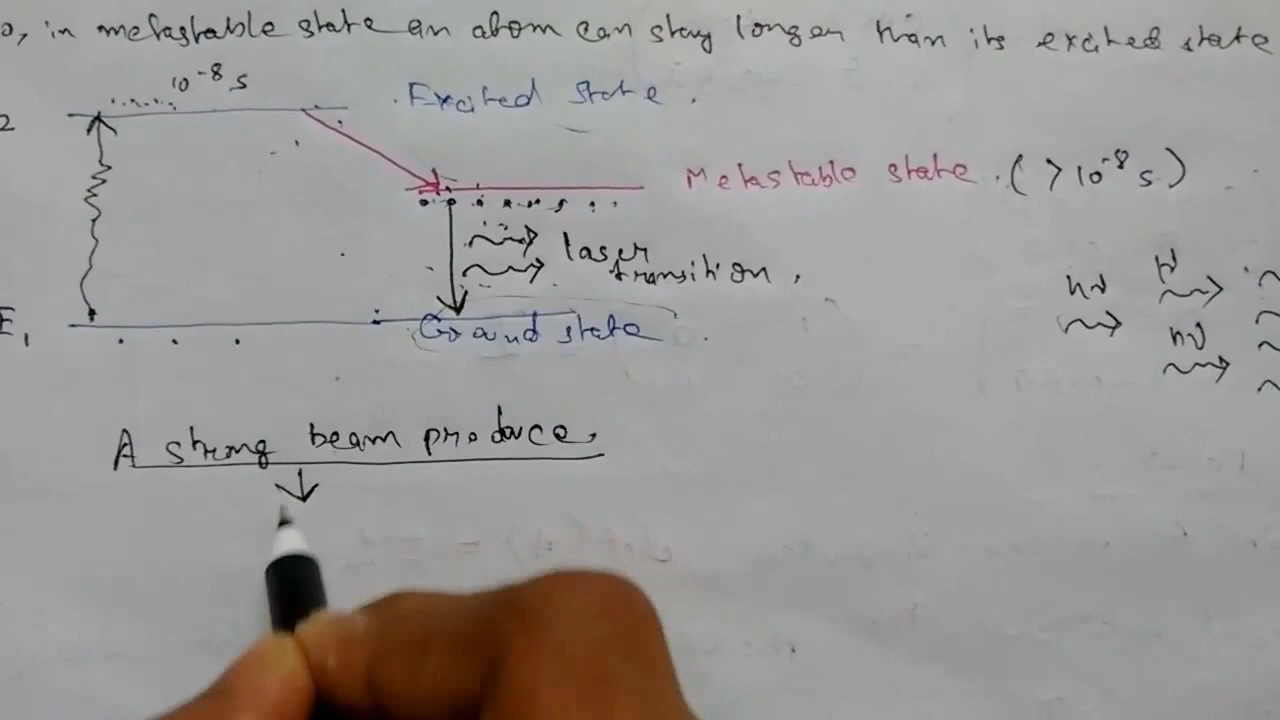 o, in metastable state an atom can stay longer than its excited state
10⁻⁸ s
Excited state.
2
Metastable state. (> 10⁻⁸ s)
laser
transition.
hν hν
hν
E₁
Ground state.
A strong beam produce.